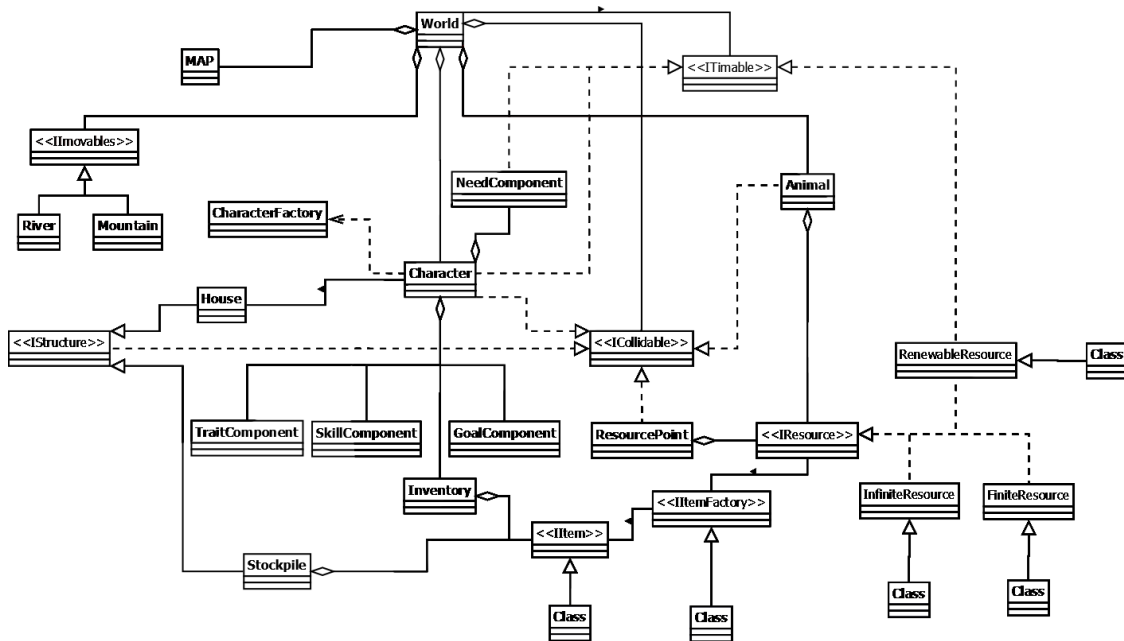 World
MAP
<<ITimable>>
<<IImovables>>
NeedComponent
Animal
River
Mountain
CharacterFactory
Character
House
<<IStructure>>
<<ICollidable>>
RenewableResource
Class
TraitComponent
SkillComponent
GoalComponent
ResourcePoint
<<IResource>>
Inventory
<<IItemFactory>>
InfiniteResource
FiniteResource
<<IItem>>
Stockpile
Class
Class
Class
Class